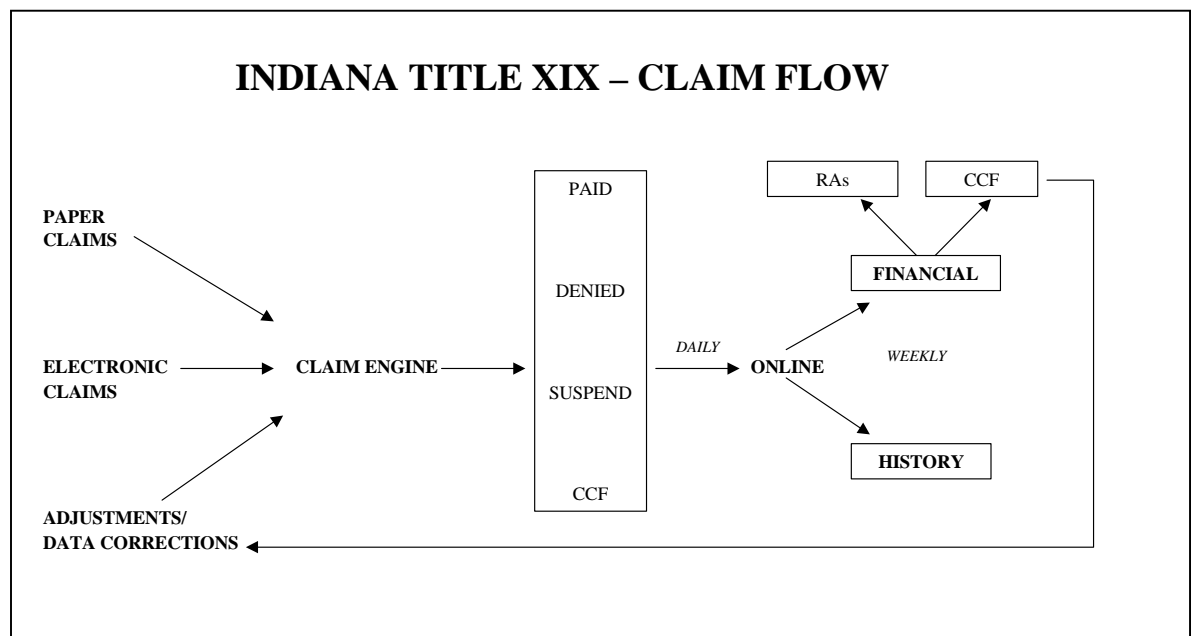 INDIANA TITLE XIX – CLAIM FLOW
PAPER
CLAIMS
ELECTRONIC
CLAIMS
ADJUSTMENTS/
DATA CORRECTIONS
CLAIM ENGINE
PAID
DENIED
SUSPEND
CCF
DAILY
ONLINE
WEEKLY
RAs
CCF
FINANCIAL
HISTORY